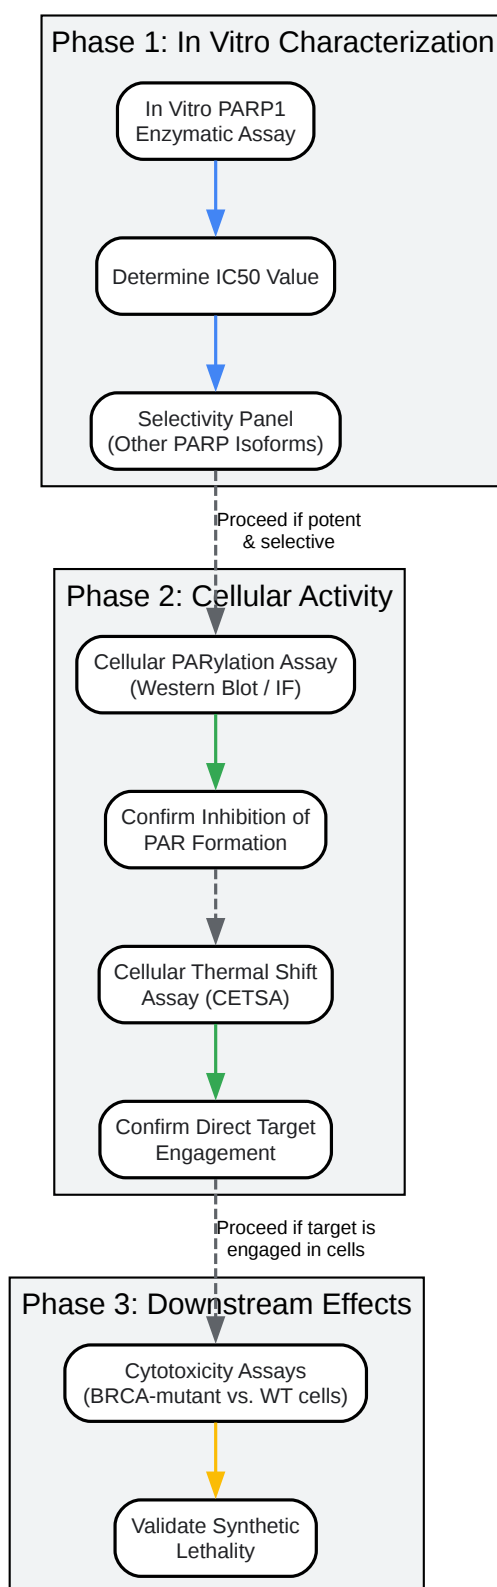 Phase 1: In Vitro Characterization
In Vitro PARP1
Enzymatic Assay
Determine IC50 Value
Selectivity Panel
(Other PARP Isoforms)
Proceed if potent
& selective
Phase 2: Cellular Activity
Cellular PARylation Assay
(Western Blot / IF)
Confirm Inhibition of
PAR Formation
Cellular Thermal Shift
Assay (CETSA)
Confirm Direct Target
Engagement
Proceed if target is
engaged in cells
Phase 3: Downstream Effects
Cytotoxicity Assays
(BRCA-mutant vs. WT cells)
Validate Synthetic
Lethality